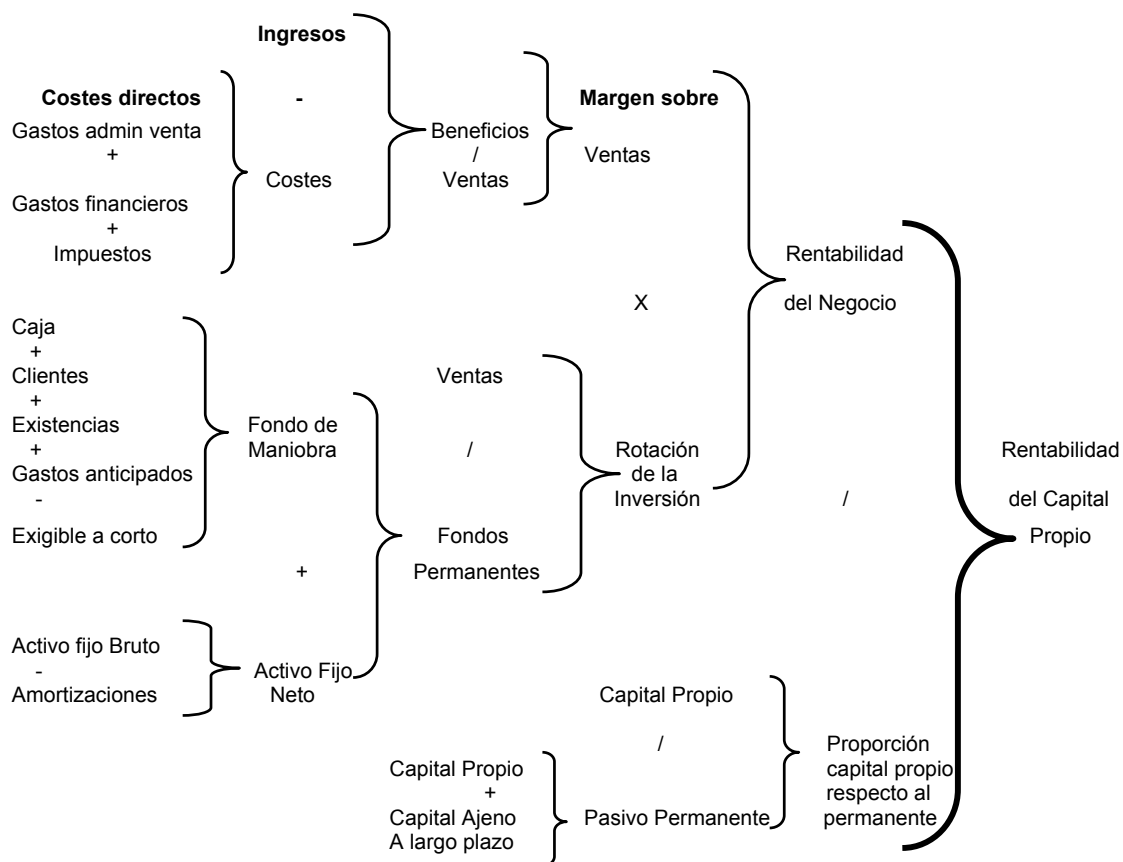 Ingresos
Costes directos
-
Margen sobre
Gastos admin venta
+
Beneficios
/
Ventas
Ventas
Costes
Gastos financieros
+
Impuestos
Rentabilidad
del Negocio
X
Caja
+
Clientes
+
Existencias
+
Gastos anticipados
-
Exigible a corto
Fondo de
Maniobra
Ventas
/
Rotación
de la
Inversión
/
Rentabilidad
del Capital
Propio
Fondos
Permanentes
+
Activo fijo Bruto
-
Amortizaciones
Activo Fijo
Neto
Capital Propio
/
Proporción
capital propio
respecto al
permanente
Capital Propio
+
Capital Ajeno
A largo plazo
Pasivo Permanente